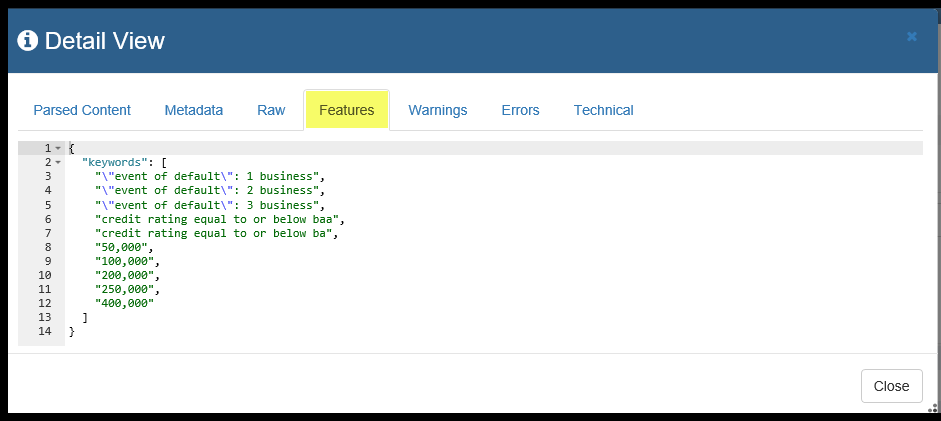 Detail View
Parsed Content Metadata Raw Features Warnings Errors Technical
1 {
2 "keywords": [
3 "\"event of default\": 1 business",
4 "\"event of default\": 2 business",
5 "\"event of default\": 3 business",
6 "credit rating equal to or below baa",
7 "credit rating equal to or below ba",
8 "50,000",
9 "100,000",
10 "200,000",
11 "250,000",
12 "400,000"
13 ]
14 }
Close